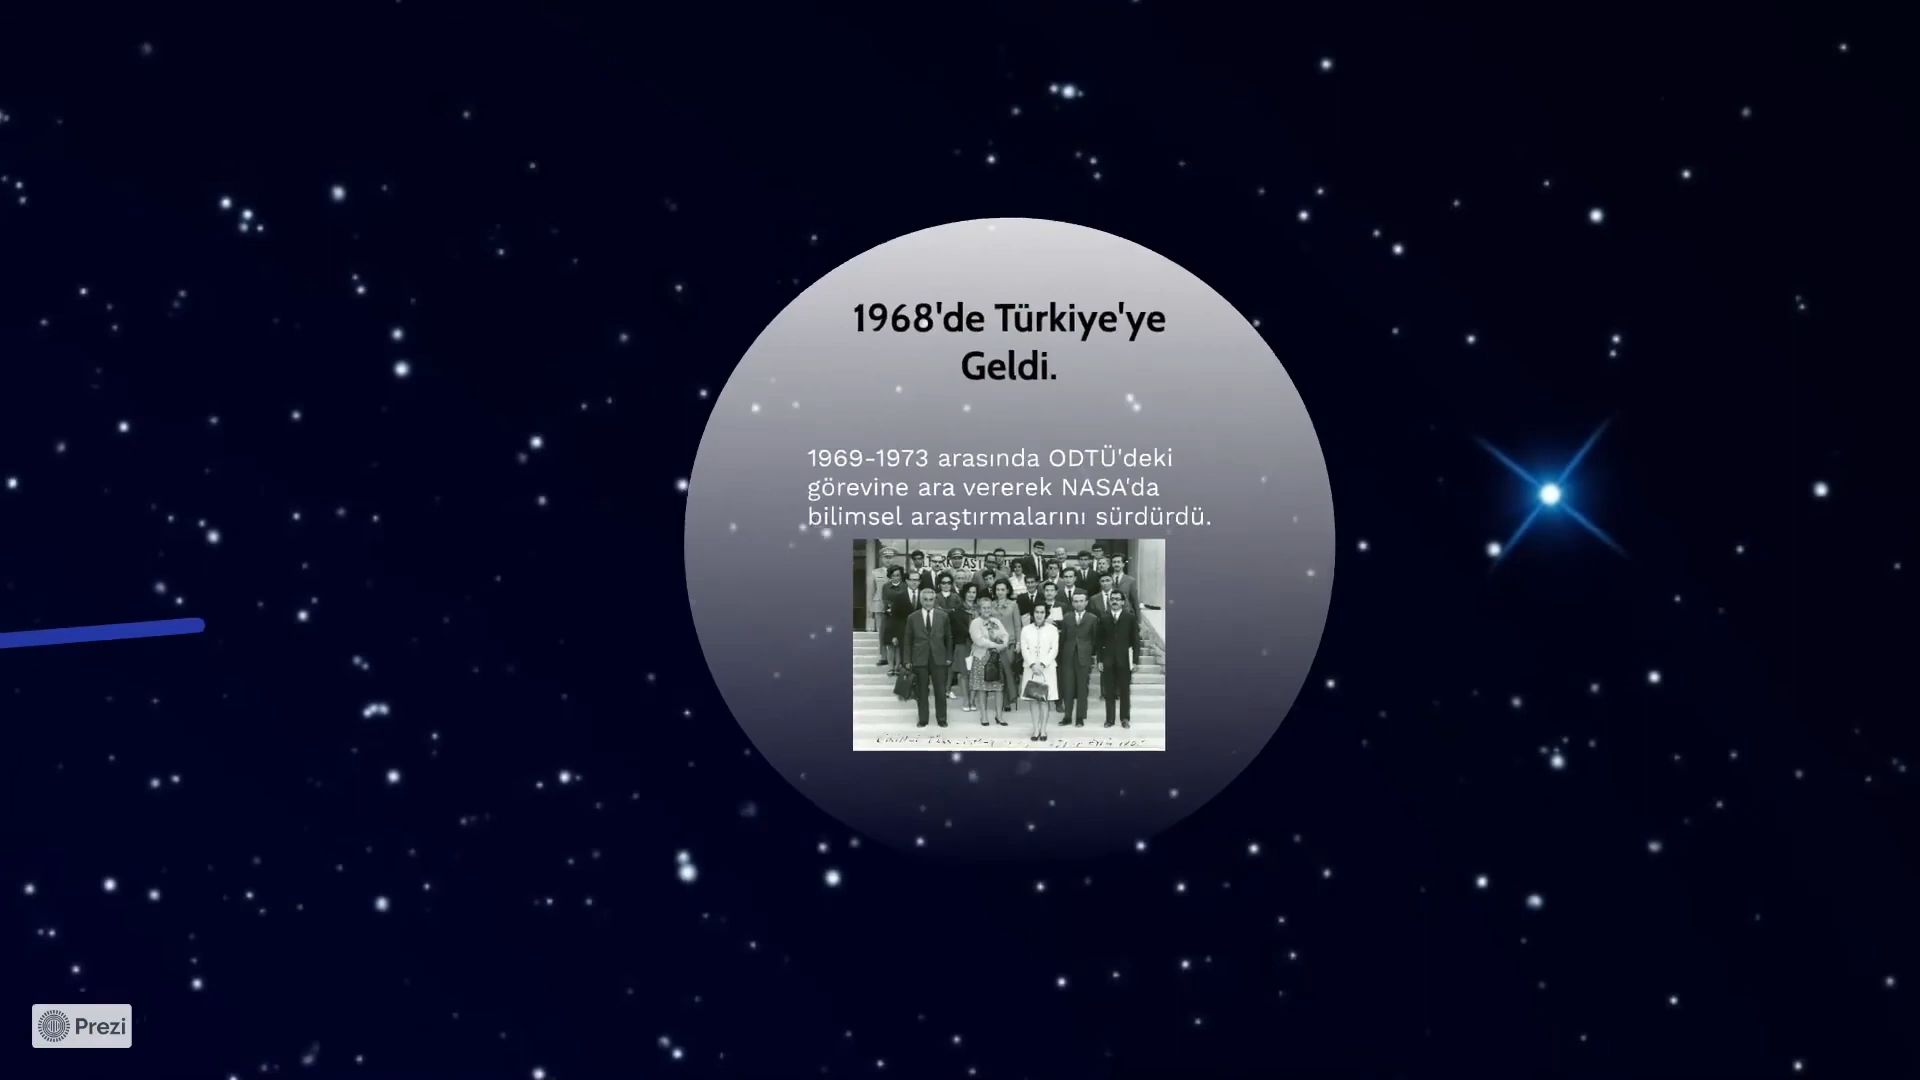 1968'de Türkiye'ye
Geldi.
1969-1973 arasında ODTÜ'deki
görevine ara vererek NASA'da
bilimsel araştırmalarını sürdürdü.
Prezi